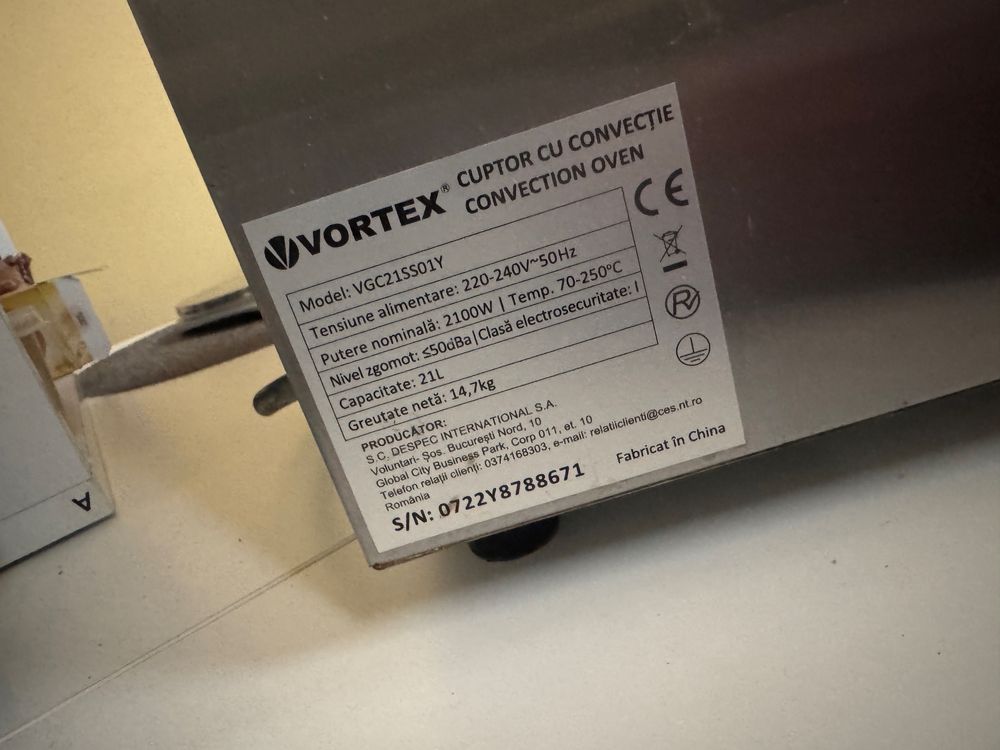 VORTEX® CUPTOR CU CONVECȚIE
CONVECTION OVEN
Model: VGC21SS01Y
Tensiune alimentare: 220-240V~50Hz
Putere nominală: 2100W | Temp. 70-250°C
Nivel zgomot: ≤50dBa|Clasă electrosecuritate: I
Capacitate: 21L
Greutate netă: 14,7kg
CE
R
PRODUCĂTOR:
S.C. DESPEC INTERNATIONAL S.A.
Voluntari- Șos. București Nord, 10
Global City Business Park, Corp 011, et. 10
Telefon relații clienți: 0374168303, e-mail: relatiiclienti@ces.nt.ro
România
Fabricat în China
S/N: 0722Y8788671
A